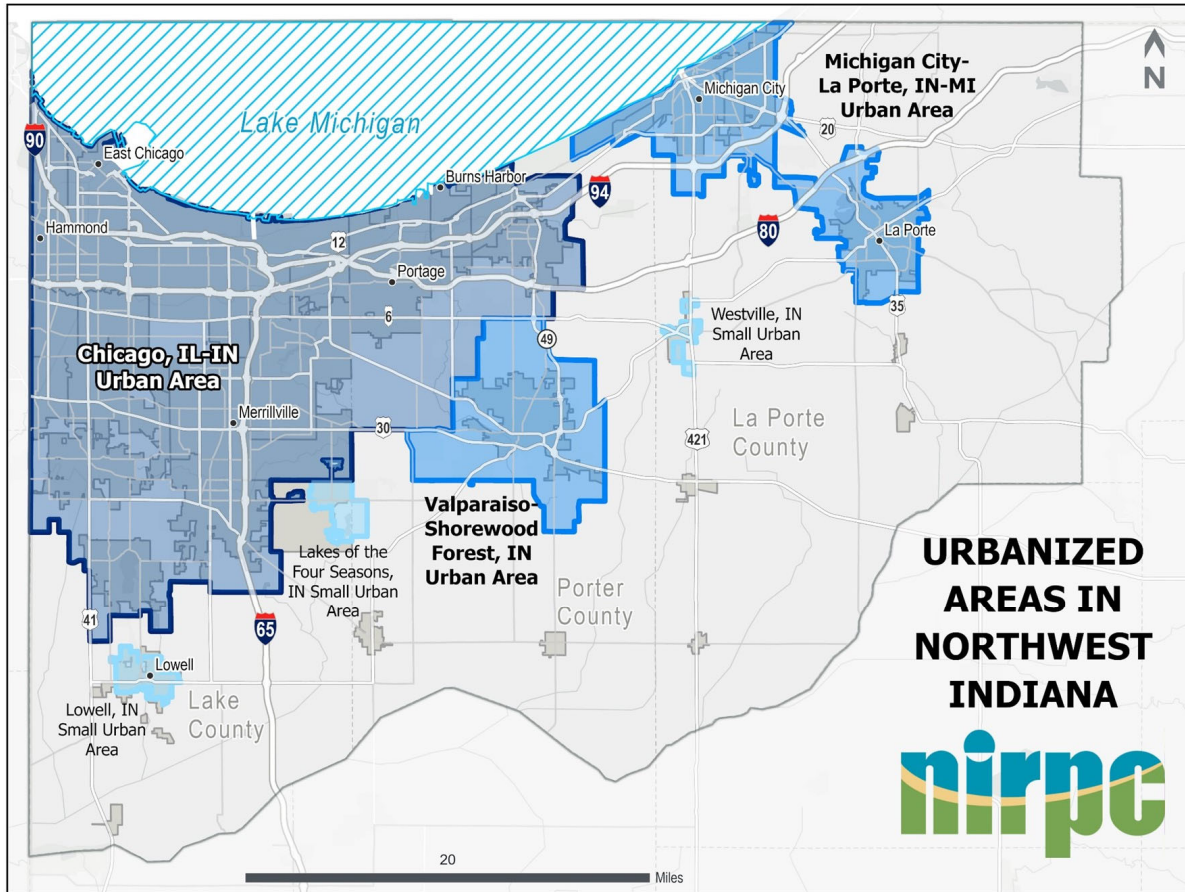 Lake Michigan
Michigan City-
La Porte, IN-MI
Urban Area
Michigan City
20
90
East Chicago
Burns Harbor
94
N
Hammond
12
80
La Porte
Portage
35
6
Westville, IN
Small Urban
Area
49
Chicago, IL-IN
Urban Area
Merrillville
30
421
La Porte
County
Valparaiso-
Shorewood
Forest, IN
Urban Area
Lakes of the
Four Seasons,
IN Small Urban
Area
Porter
County
41
65
Lowell
Lowell, IN
Small Urban
Area
Lake
County
URBANIZED
AREAS IN
NORTHWEST
INDIANA
nirpc
20
Miles